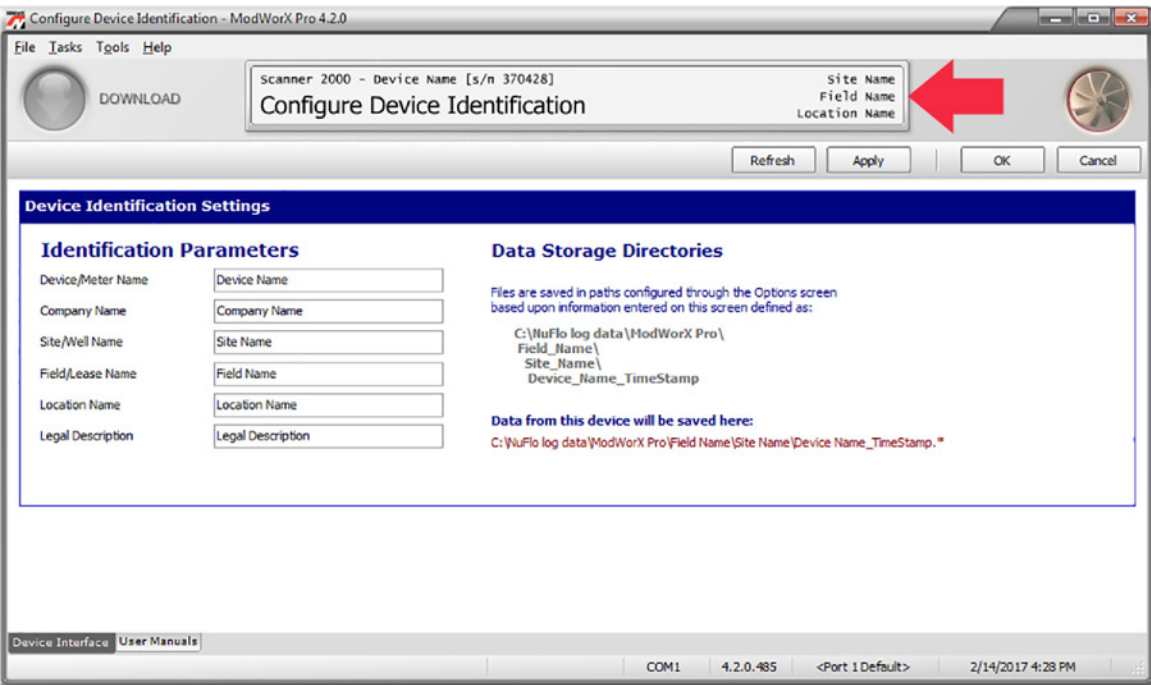 Configure Device Identification - ModWorX Pro 4.2.0
File Tasks Tools Help
DOWNLOAD
Scanner 2000 - Device Name [s/n 370428]
Configure Device Identification
Site Name
Field Name
Location Name
Refresh Apply OK Cancel
Device Identification Settings
Identification Parameters
Device/Meter Name Device Name
Company Name Company Name
Site/Well Name Site Name
Field/Lease Name Field Name
Location Name Location Name
Legal Description Legal Description
Data Storage Directories
Files are saved in paths configured through the Options screen
based upon information entered on this screen defined as:
C:\NuFlo log data\ModWorX Pro\
Field_Name\
Site_Name\
Device_Name_TimeStamp
Data from this device will be saved here:
C:\NuFlo log data\ModWorX Pro\Field Name\Site Name\Device Name_TimeStamp.*
Device Interface User Manuals
COM1 4.2.0.485 <Port 1 Default> 2/14/2017 4:28 PM